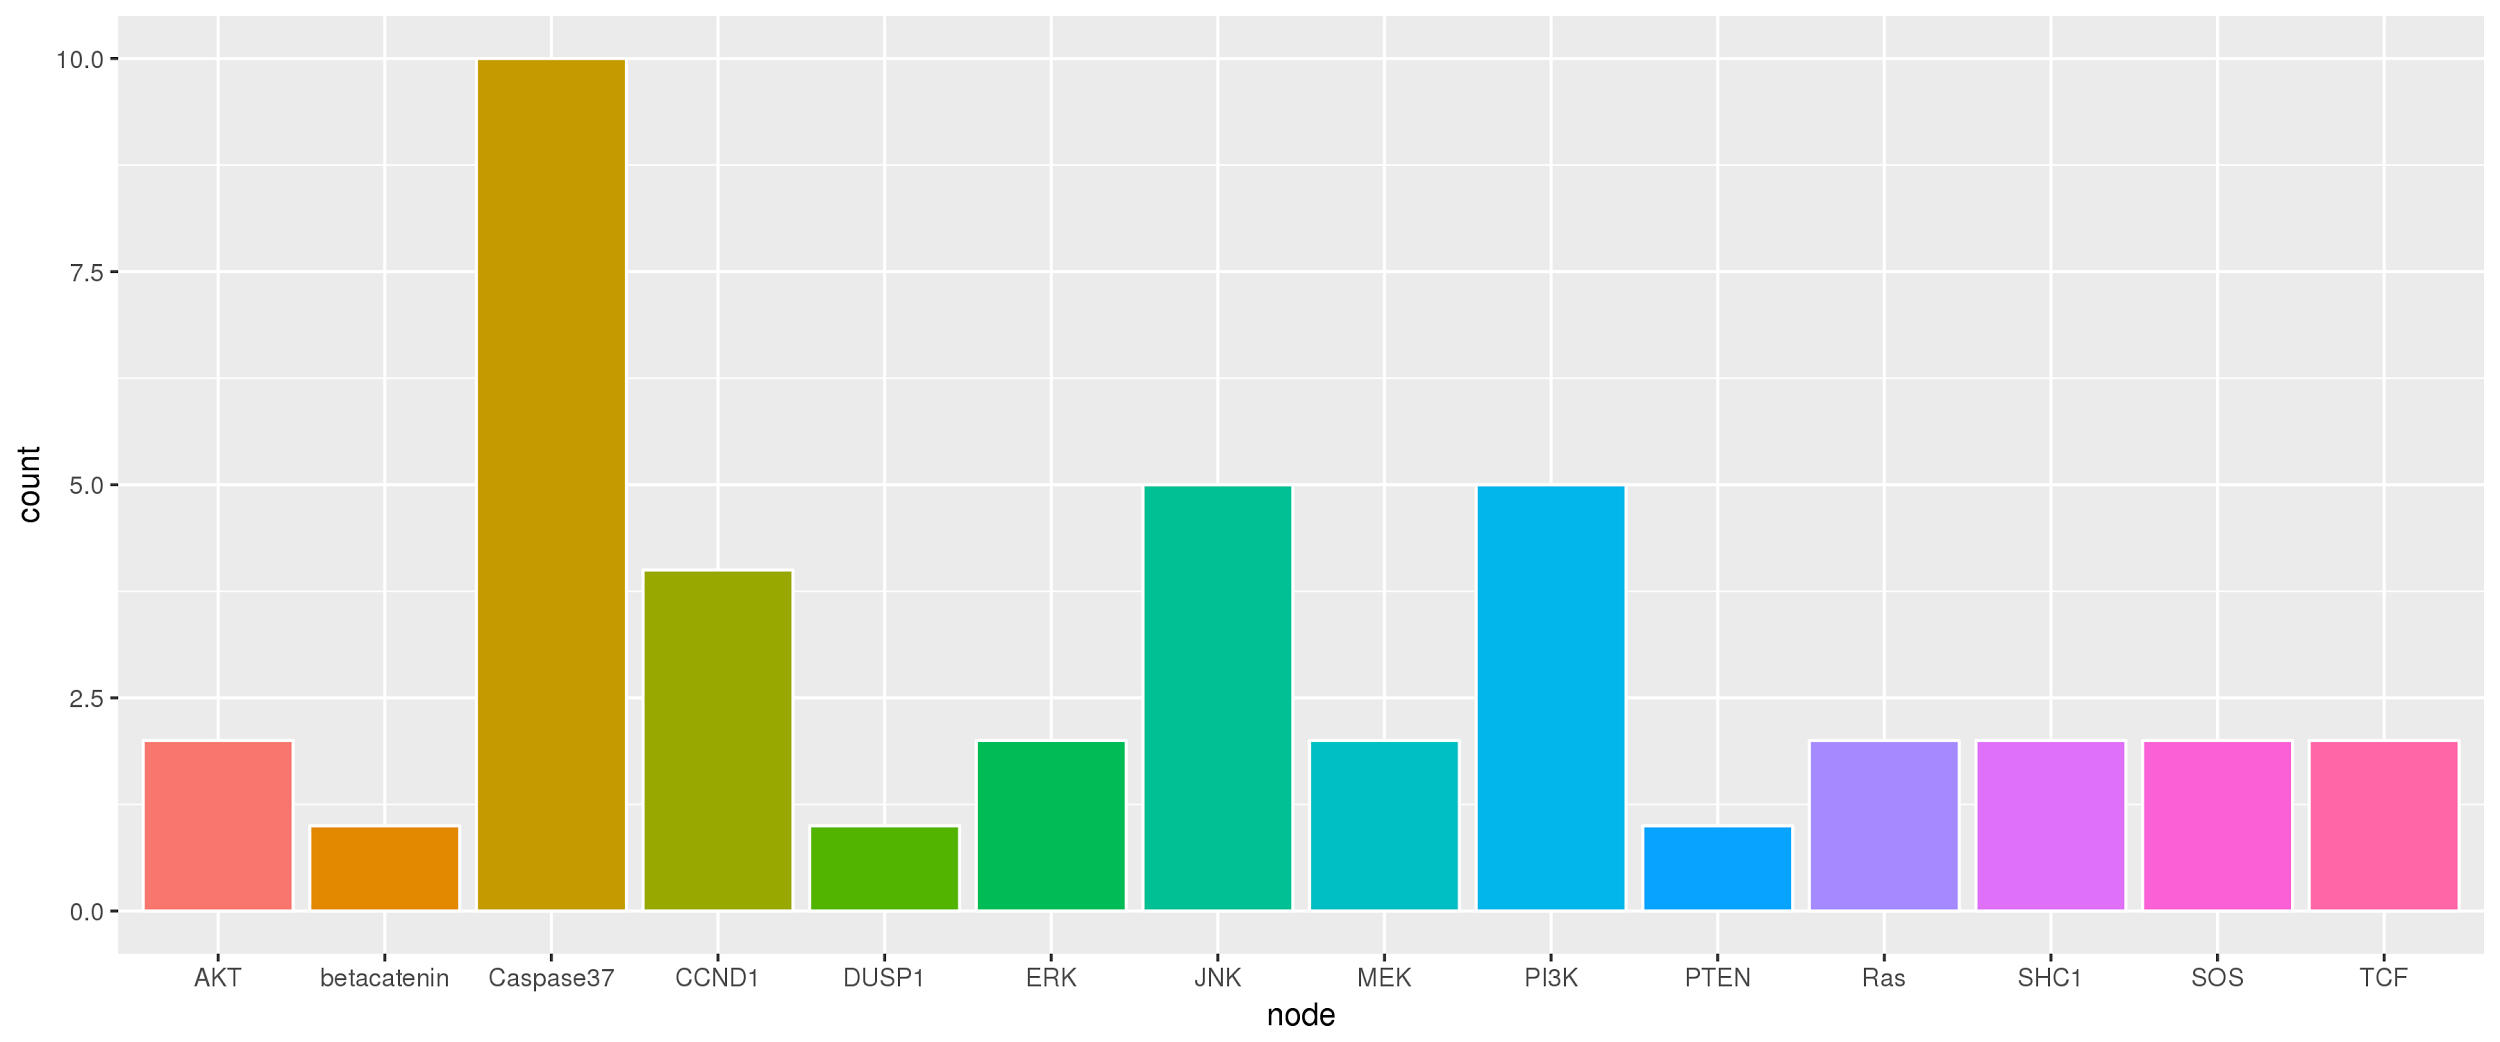 10.0
7.5
5.0
2.5
0.0
count
AKT betacatenin Caspase37 CCND1 DUSP1 ERK JNK MEK PI3K PTEN Ras SHC1 SOS TCF
node